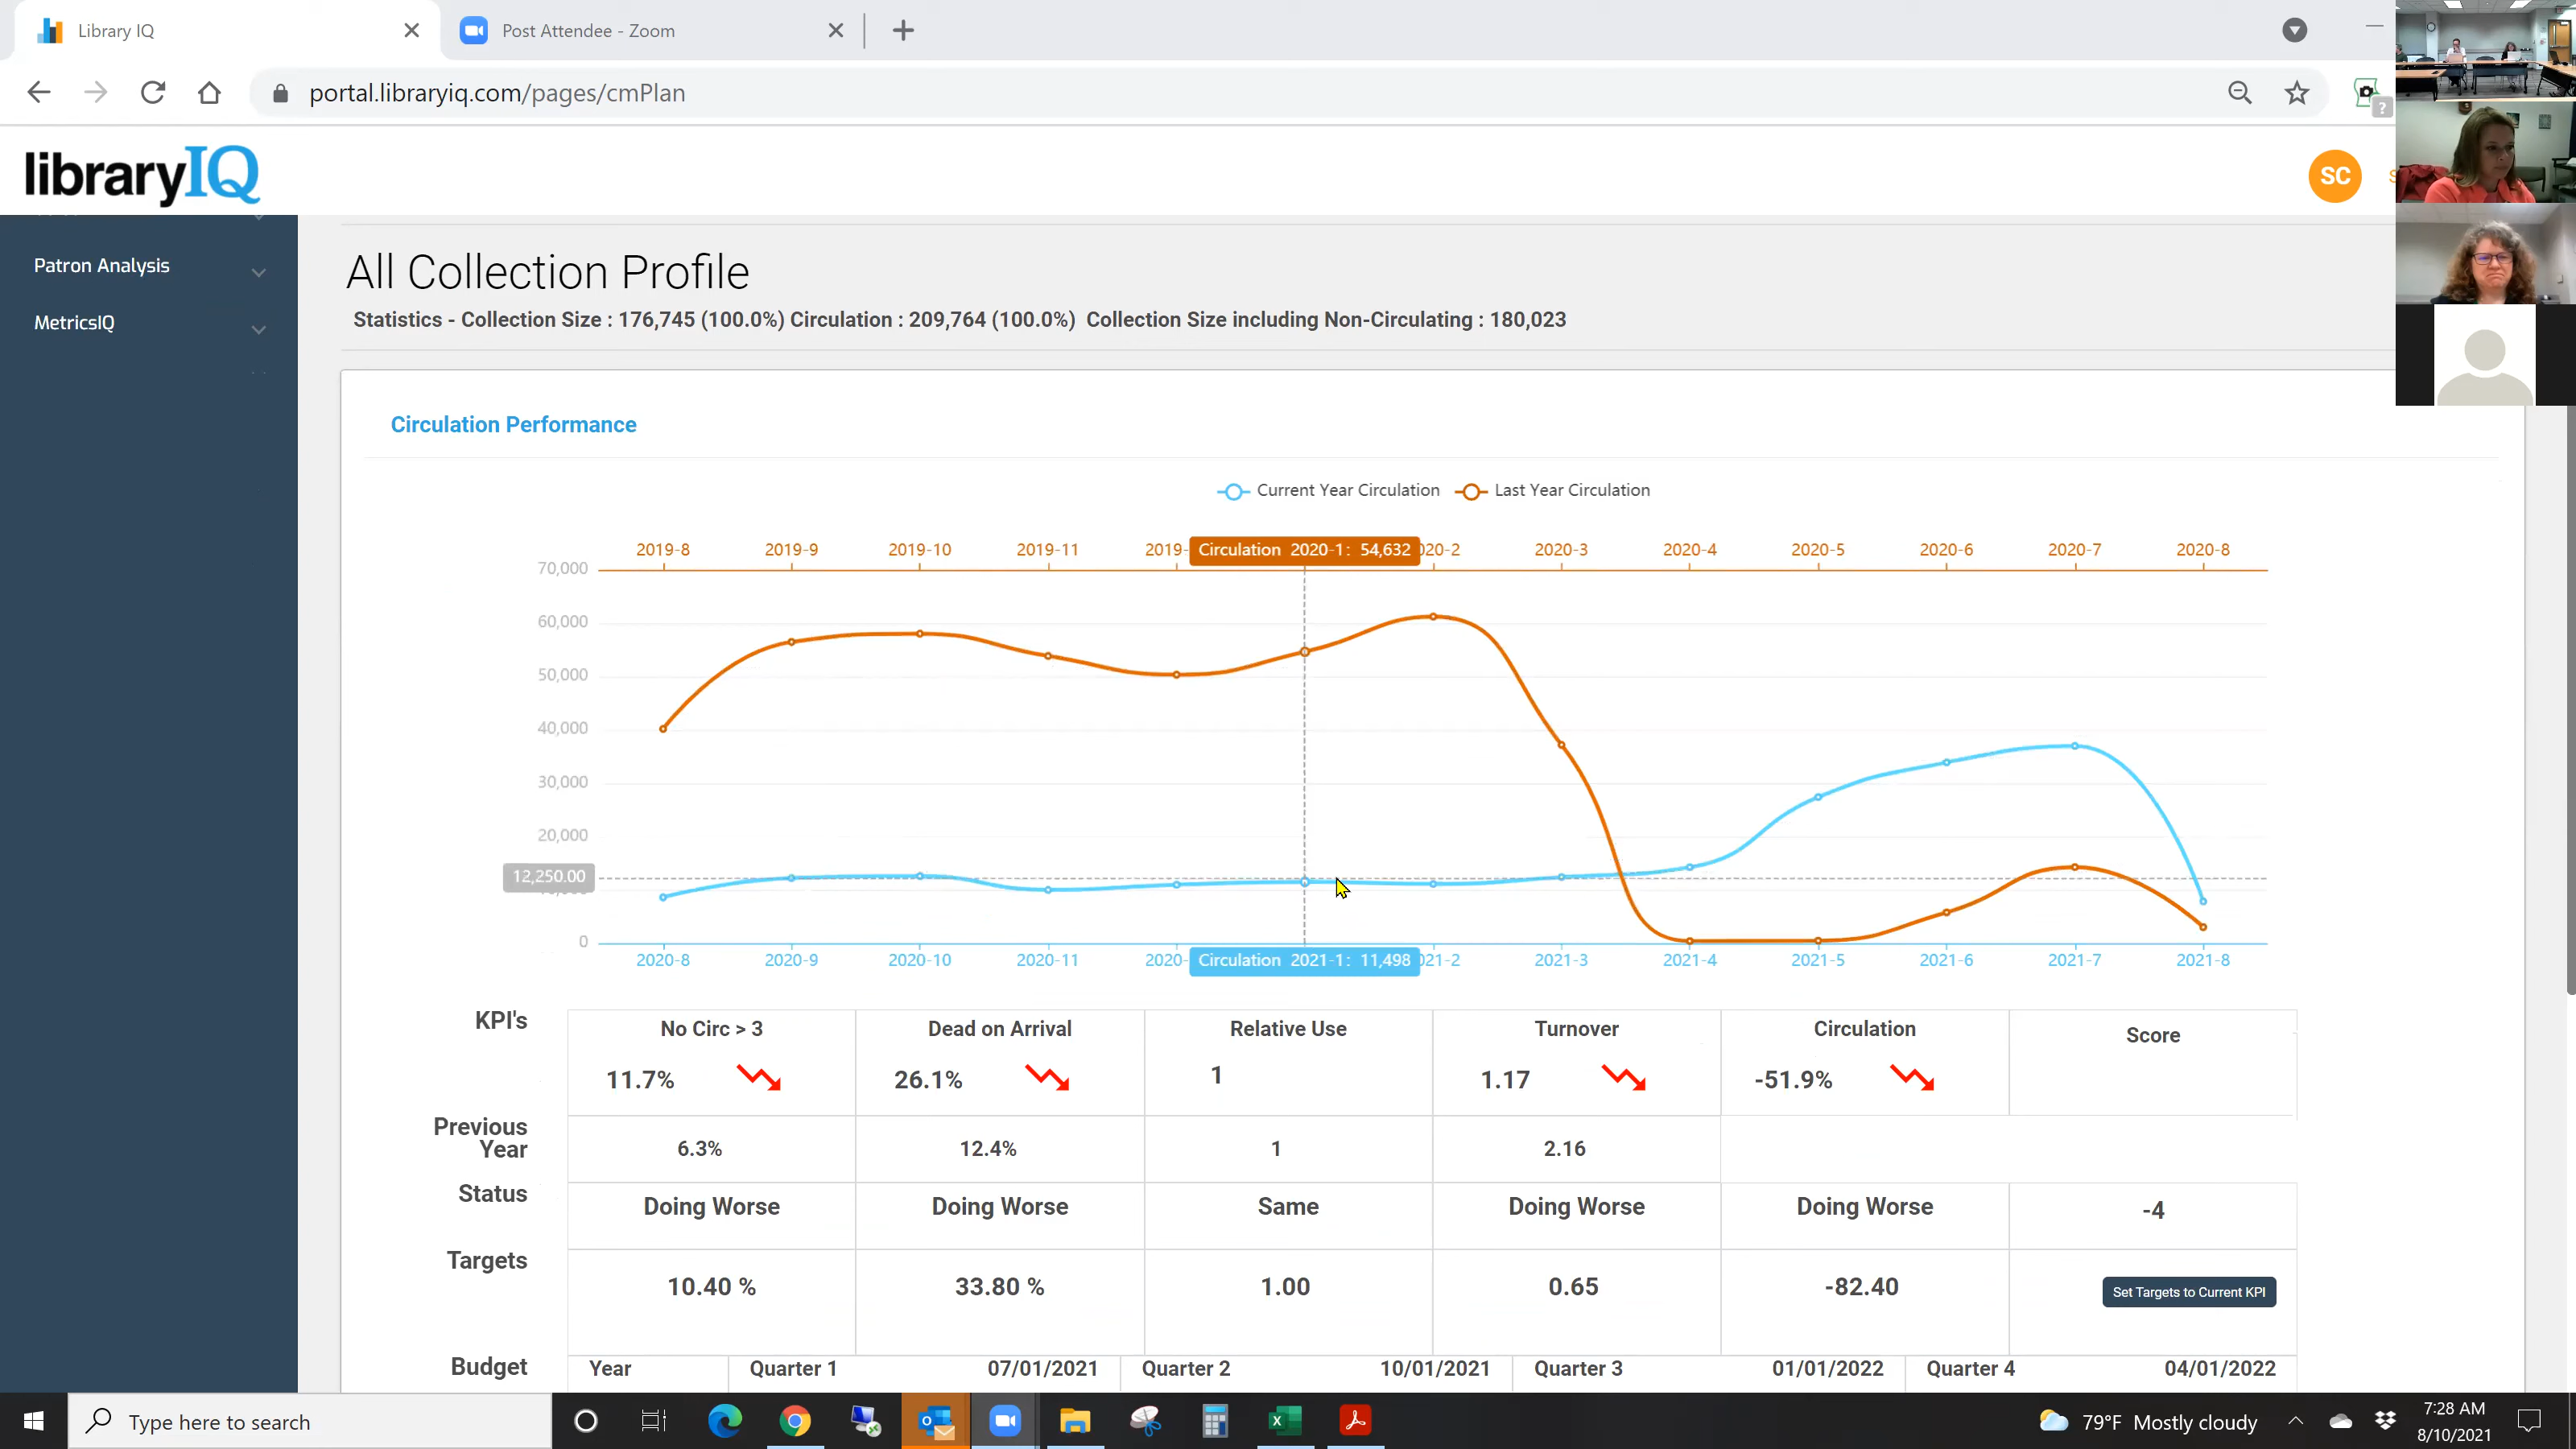 Library IQ
Post Attendee - Zoom
portal.libraryiq.com/pages/cmPlan
?
libraryIQ
SC
Patron Analysis
MetricsIQ
All Collection Profile
Statistics - Collection Size : 176,745 (100.0%) Circulation : 209,764 (100.0%) Collection Size including Non-Circulating : 180,023
Circulation Performance
Current Year Circulation Last Year Circulation
2019-8 2019-9 2019-10 2019-11 2019- Circulation 2020-1: 54,632 020-2 2020-3 2020-4 2020-5 2020-6 2020-7 2020-8
70,000
60,000
50,000
40,000
30,000
20,000
12,250.00
0
2020-8 2020-9 2020-10 2020-11 2020- Circulation 2021-1: 11,498 021-2 2021-3 2021-4 2021-5 2021-6 2021-7 2021-8
KPI's No Circ > 3 Dead on Arrival Relative Use Turnover Circulation Score
11.7% 26.1% 1 1.17 -51.9%
Previous
Year 6.3% 12.4% 1 2.16
Status Doing Worse Doing Worse Same Doing Worse Doing Worse -4
Targets 10.40 % 33.80 % 1.00 0.65 -82.40 Set Targets to Current KPI
Budget Year Quarter 1 07/01/2021 Quarter 2 10/01/2021 Quarter 3 01/01/2022 Quarter 4 04/01/2022
Type here to search
79°F Mostly cloudy
7:28 AM
8/10/2021